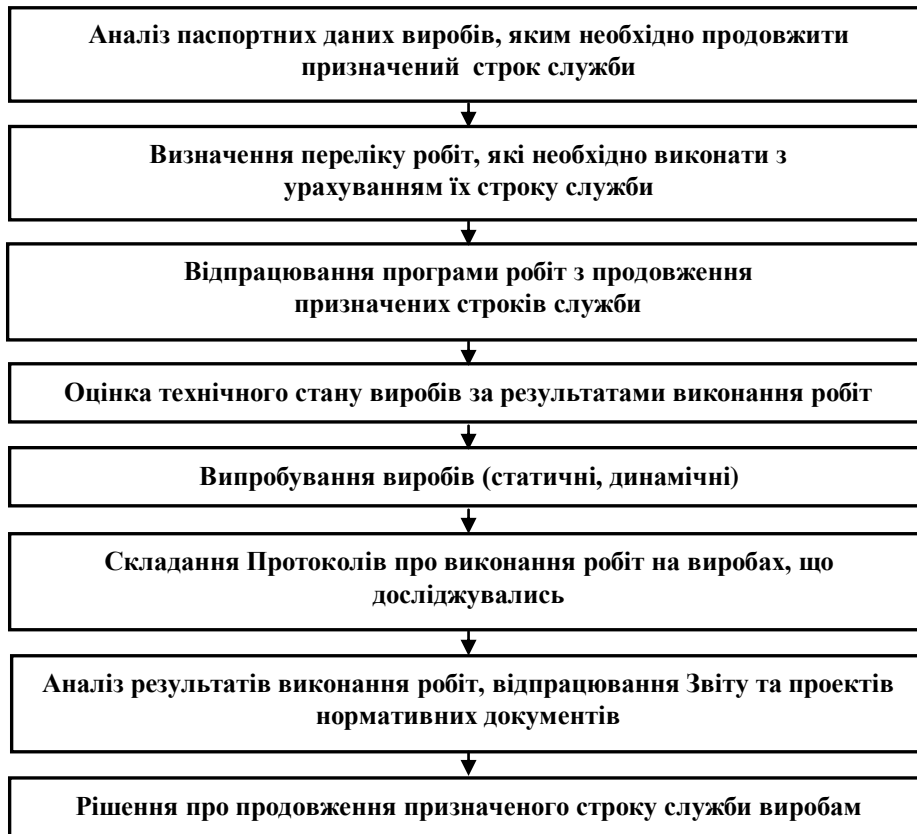 Аналіз паспортних даних виробів, яким необхідно продовжити
призначений строк служби
Визначення переліку робіт, які необхідно виконати з
урахуванням їх строку служби
Відпрацювання програми робіт з продовження
призначених строків служби
Оцінка технічного стану виробів за результатами виконання робіт
Випробування виробів (статичні, динамічні)
Складання Протоколів про виконання робіт на виробах, що
досліджувались
Аналіз результатів виконання робіт, відпрацювання Звіту та проектів
нормативних документів
Рішення про продовження призначеного строку служби виробам